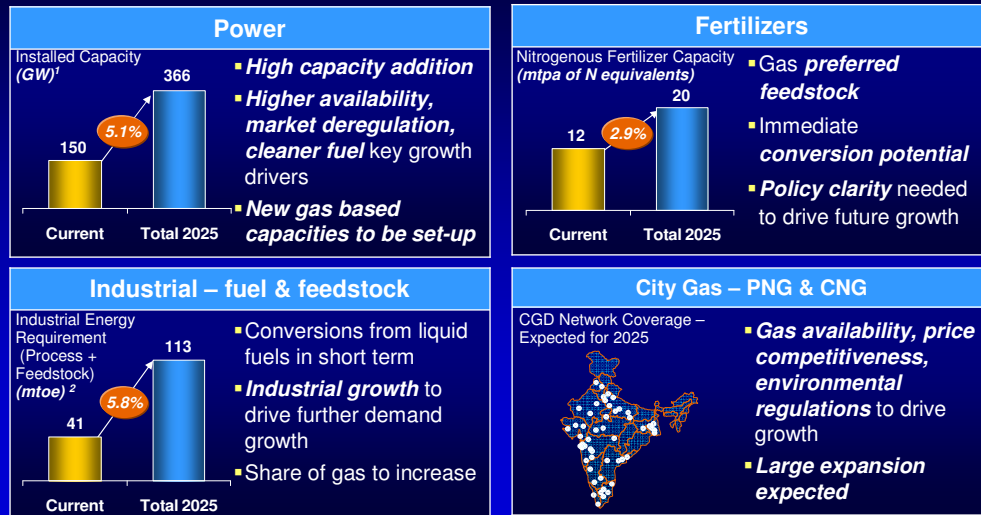 Power
Installed Capacity
(GW)¹
366
5.1%
150
Current
Total 2025
▪High capacity addition
▪Higher availability,
market deregulation,
cleaner fuel key growth
drivers
▪New gas based
capacities to be set-up
Fertilizers
Nitrogenous Fertilizer Capacity
(mtpa of N equivalents)
20
2.9%
12
Current
Total 2025
▪Gas preferred
feedstock
▪Immediate
conversion potential
▪Policy clarity needed
to drive future growth
Industrial – fuel & feedstock
Industrial Energy
Requirement
(Process +
Feedstock)
(mtoe) ²
113
5.8%
41
Current
Total 2025
▪Conversions from liquid
fuels in short term
▪Industrial growth to
drive further demand
growth
▪Share of gas to increase
City Gas – PNG & CNG
CGD Network Coverage –
Expected for 2025
▪Gas availability, price
competitiveness,
environmental
regulations to drive
growth
▪Large expansion
expected